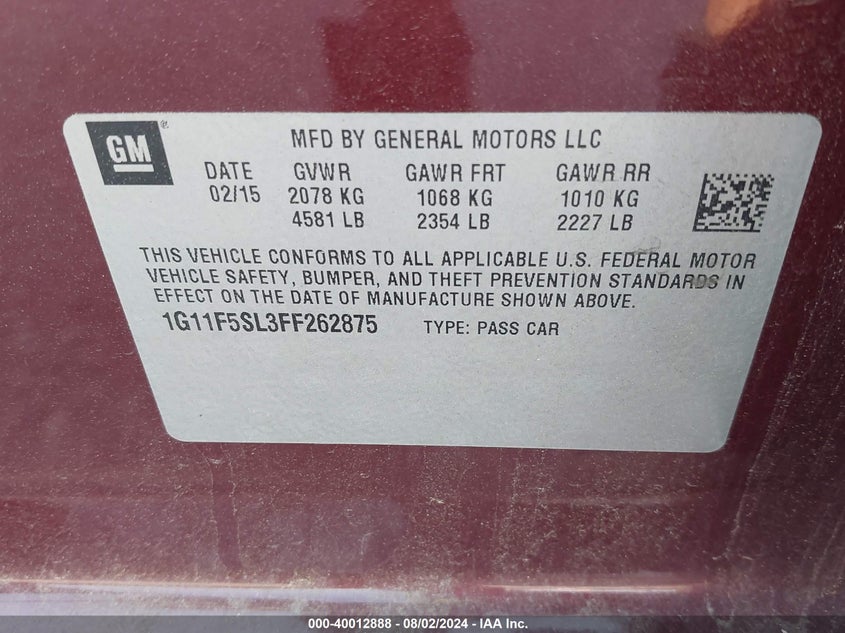 GM®
MFD BY GENERAL MOTORS LLC
DATE GVWR GAWR FRT GAWR RR
02/15 2078 KG 1068 KG 1010 KG
4581 LB 2354 LB 2227 LB
THIS VEHICLE CONFORMS TO ALL APPLICABLE U.S. FEDERAL MOTOR
VEHICLE SAFETY, BUMPER, AND THEFT PREVENTION STANDARDS IN
EFFECT ON THE DATE OF MANUFACTURE SHOWN ABOVE.
1G11F5SL3FF262875 TYPE: PASS CAR
000-40012888 - 08/02/2024 - IAA Inc.